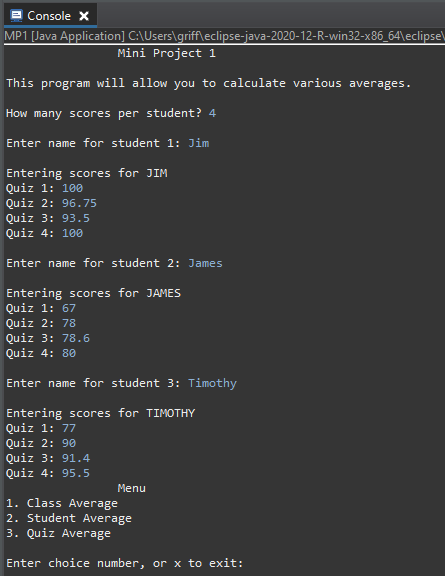 Console
MP1 [Java Application] C:\Users\griff\eclipse-java-2020-12-R-win32-x86_64\eclipse\
Mini Project 1
This program will allow you to calculate various averages.
How many scores per student? 4
Enter name for student 1: Jim
Entering scores for JIM
Quiz 1: 100
Quiz 2: 96.75
Quiz 3: 93.5
Quiz 4: 100
Enter name for student 2: James
Entering scores for JAMES
Quiz 1: 67
Quiz 2: 78
Quiz 3: 78.6
Quiz 4: 80
Enter name for student 3: Timothy
Entering scores for TIMOTHY
Quiz 1: 77
Quiz 2: 90
Quiz 3: 91.4
Quiz 4: 95.5
Menu
1. Class Average
2. Student Average
3. Quiz Average
Enter choice number, or x to exit: